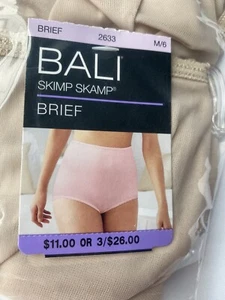 BRIEF 2633 M/6
BALI
SKIMP SKAMP®
BRIEF
$11.00 OR 3/$26.00